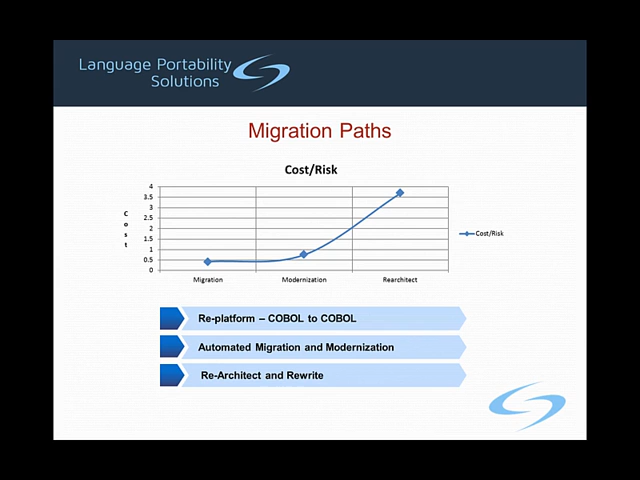 Language Portability
Solutions
Migration Paths
Cost/Risk
4
3.5
3
2.5
2
1.5
1
0.5
0
Cost
Migration
Modernization
Rearchitect
Cost/Risk
Re-platform – COBOL to COBOL
Automated Migration and Modernization
Re-Architect and Rewrite